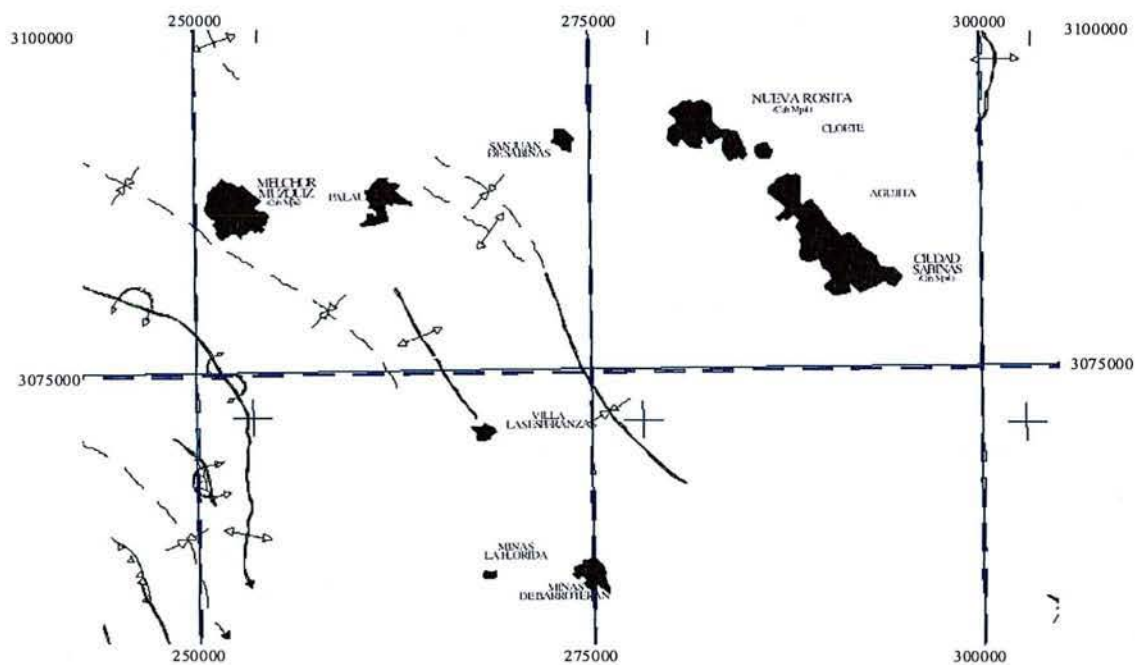 250000
275000
300000
3100000
3100000
NUEVA ROSITA
(Cab Mpal.)
CLORTE
SAN JUAN
DE SABINAS
MELCHOR
MUZQUIZ
(Cab Mpal)
PALAU
AGUJITA
CIUDAD
SABINAS
(Cab Mpal.)
3075000
3075000
VILLA
LAS ESPERANZAS
MINAS
LA FLORIDA
MINAS
DE BARROTERAN
250000
275000
300000